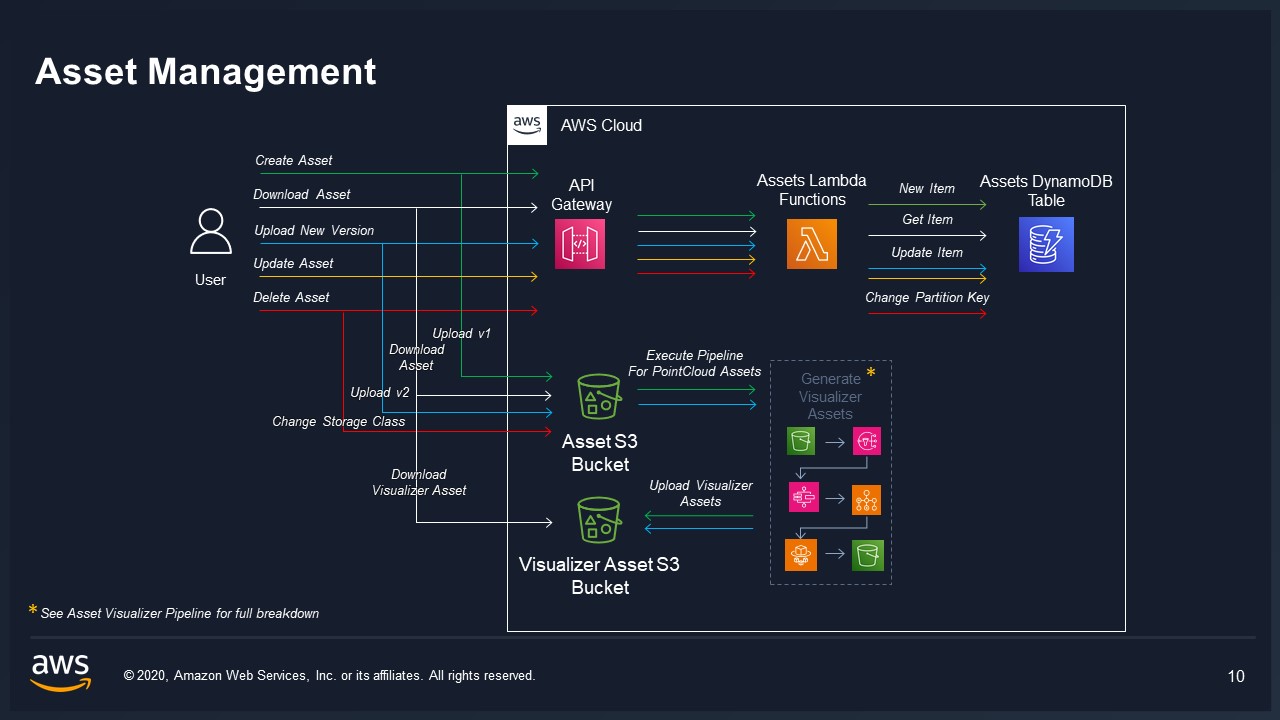 Asset Management
aws
AWS Cloud
Create Asset
Download Asset
Upload New Version
Update Asset
Delete Asset
User
API
Gateway
Assets Lambda
Functions
New Item
Get Item
Update Item
Change Partition Key
Assets DynamoDB
Table
Upload v1
Download
Asset
Upload v2
Change Storage Class
Download
Visualizer Asset
Asset S3
Bucket
Execute Pipeline
For PointCloud Assets
Generate *
Visualizer
Assets
Upload Visualizer
Assets
Visualizer Asset S3
Bucket
* See Asset Visualizer Pipeline for full breakdown
aws
© 2020, Amazon Web Services, Inc. or its affiliates. All rights reserved.
10